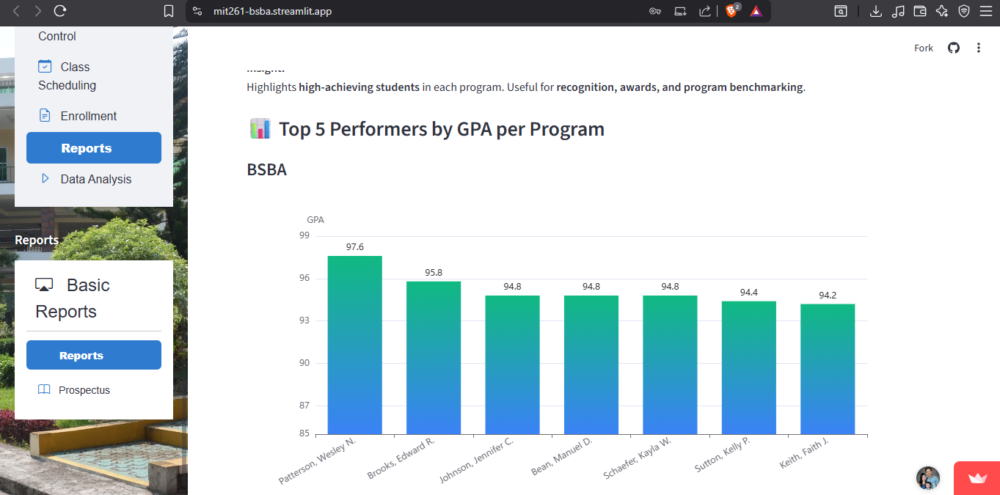 mit261-bsba.streamlit.app
2
Control
Class
Scheduling
Enrollment
Reports
Data Analysis
Reports
Basic
Reports
Reports
Prospectus
Fork
Insight:
Highlights high-achieving students in each program. Useful for recognition, awards, and program benchmarking.
Top 5 Performers by GPA per Program
BSBA
GPA
99
96
93
90
87
85
97.6
95.8
94.8
94.8
94.8
94.4
94.2
Patterson, Wesley N.
Brooks, Edward R.
Johnson, Jennifer C.
Bean, Manuel D.
Schaefer, Kayla W.
Sutton, Kelly P.
Keith, Faith J.